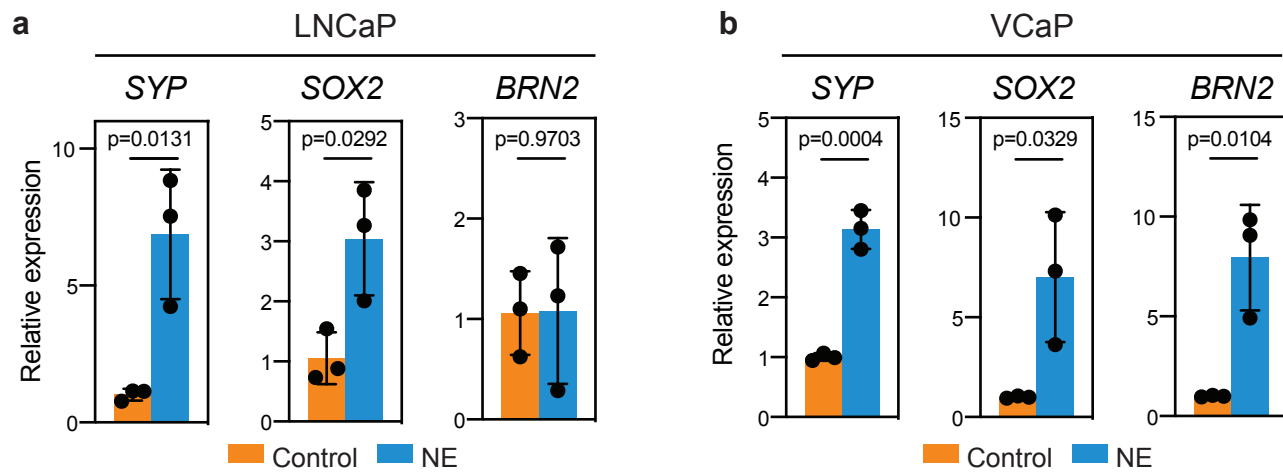 a
LNCaP
SYP
SOX2
BRN2
Relative expression
10
5
0
p=0.0131
5
4
3
2
1
0
p=0.0292
3
2
1
0
p=0.9703
Control NE
b
VCaP
SYP
SOX2
BRN2
Relative expression
5
4
3
2
1
0
p=0.0004
15
10
5
0
p=0.0329
15
10
5
0
p=0.0104
Control NE